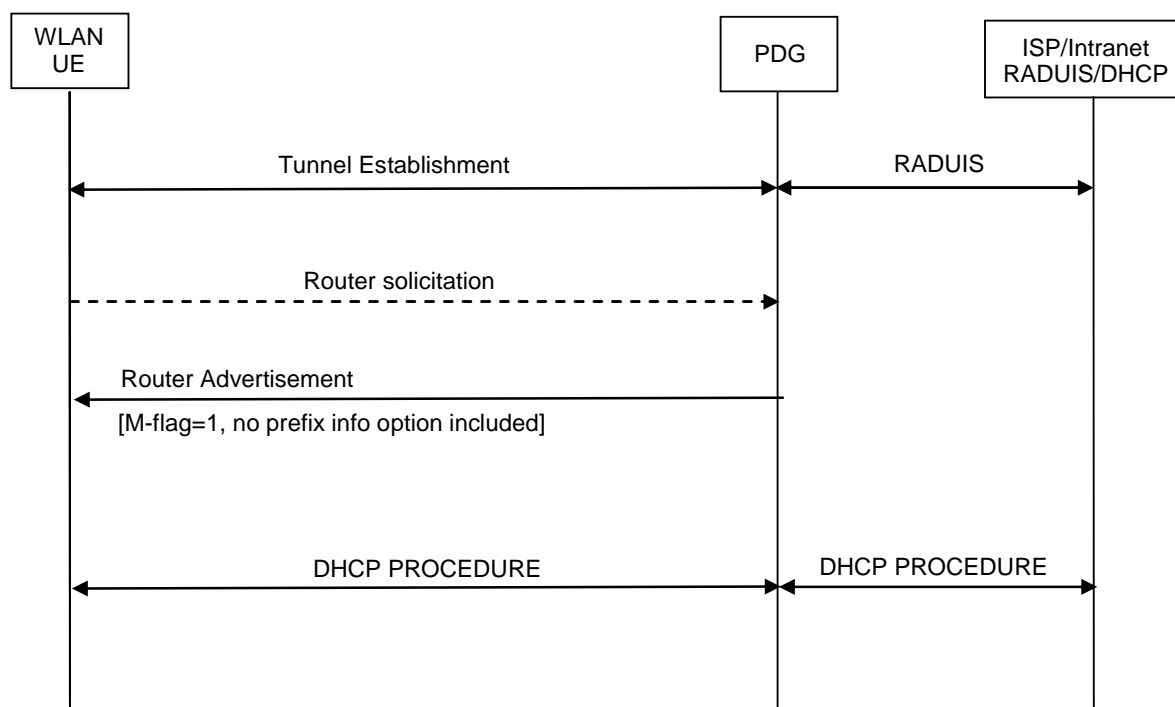 WLAN
UE
PDG
ISP/Intranet
RADUIS/DHCP
Tunnel Establishment
RADUIS
Router solicitation
Router Advertisement
[M-flag=1, no prefix info option included]
DHCP PROCEDURE
DHCP PROCEDURE